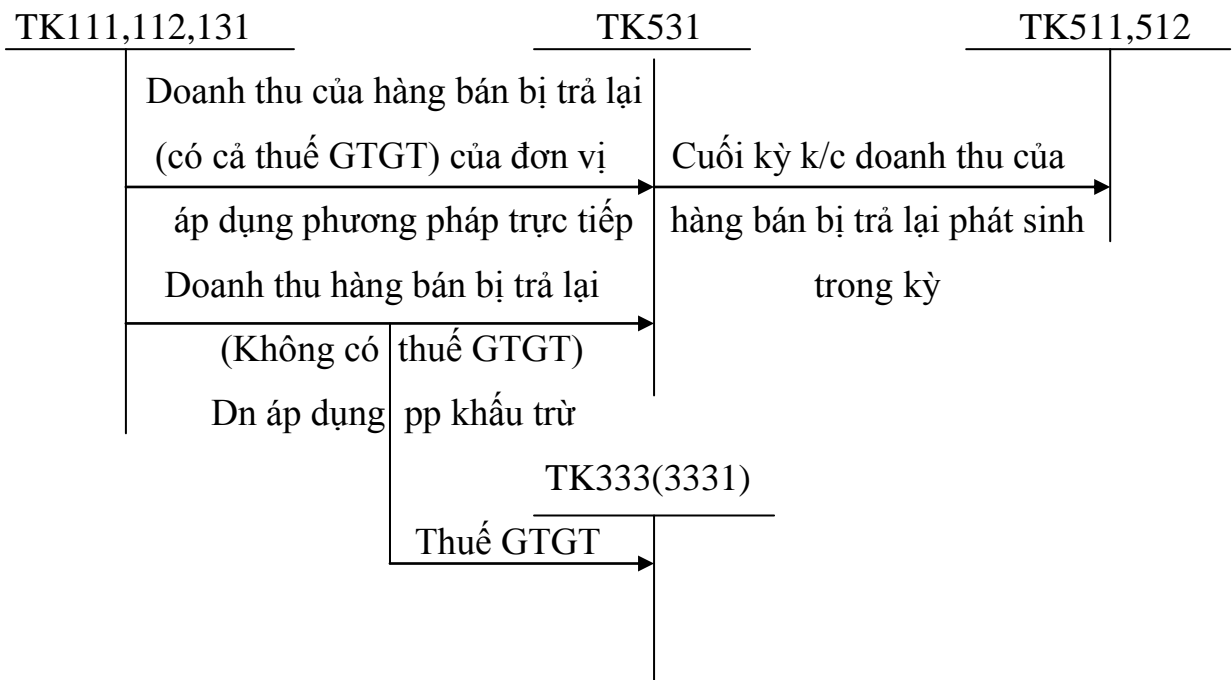 TK111,112,131 TK531 TK511,512
Doanh thu của hàng bán bị trả lại
(có cả thuế GTGT) của đơn vị
áp dụng phương pháp trực tiếp
Cuối kỳ k/c doanh thu của
hàng bán bị trả lại phát sinh
trong kỳ
Doanh thu hàng bán bị trả lại
(Không có thuế GTGT)
Dn áp dụng pp khấu trừ
TK333(3331)
Thuế GTGT